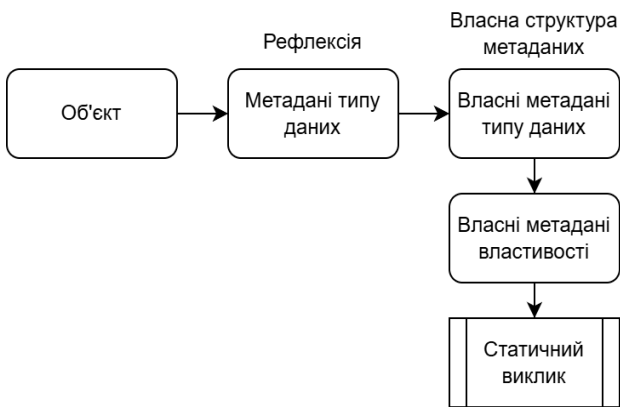 Рефлексія
Власна структура
метаданих
Об'єкт
Метадані типу
даних
Власні метадані
типу даних
Власні метадані
властивості
Статичний
виклик